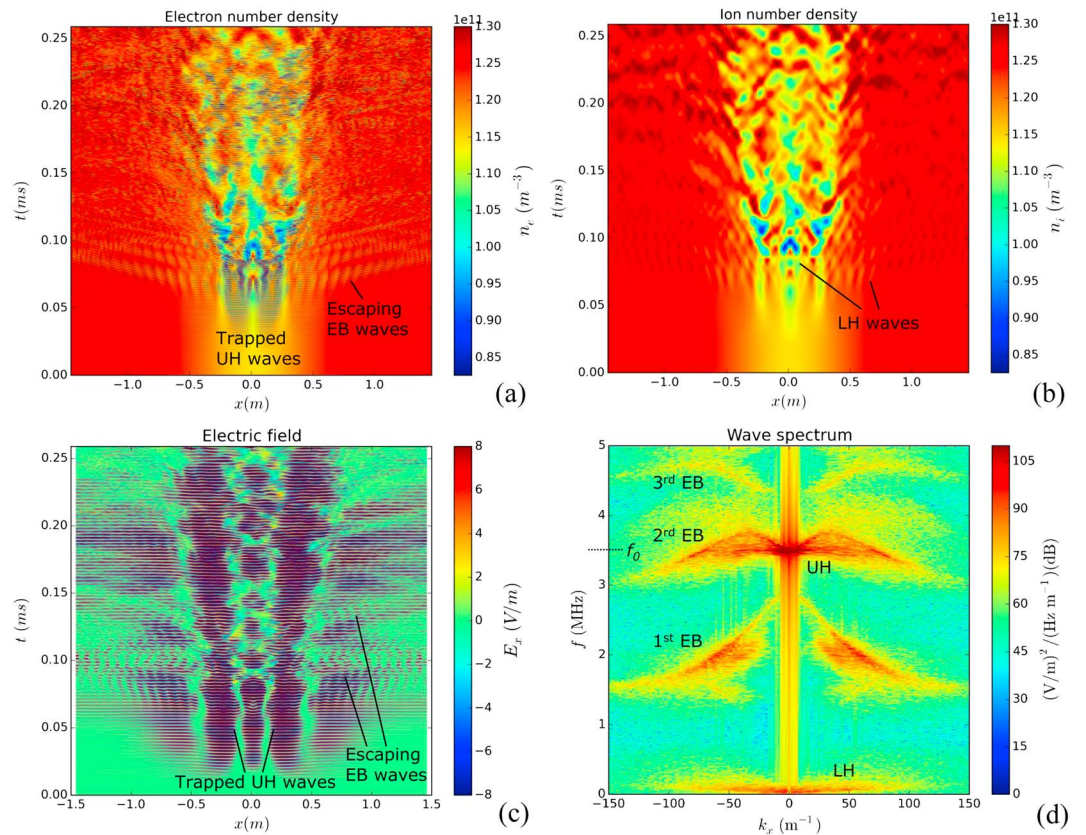 Electron number density
1e11
0.25
0.20
0.15
0.10
0.05
0.00
t(ms)
Escaping
EB waves
Trapped
UH waves
−1.0
−0.5
0.0
0.5
1.0
x(m)
1.30
1.25
1.20
1.15
1.10
1.05
1.00
0.95
0.90
0.85
n_e (m^{-3})
(a)
Ion number density
1e11
0.25
0.20
0.15
0.10
0.05
0.00
t(ms)
LH waves
−1.0
−0.5
0.0
0.5
1.0
x(m)
1.30
1.25
1.20
1.15
1.10
1.05
1.00
0.95
0.90
0.85
n_i (m^{-3})
(b)
Electric field
0.25
0.20
0.15
0.10
0.05
0.00
t (ms)
Escaping
EB waves
Trapped UH waves
−1.5
−1.0
−0.5
0.0
0.5
1.0
1.5
x(m)
8
6
4
2
0
−2
−4
−6
−8
E_x (V/m)
(c)
Wave spectrum
5
4
3
2
1
0
f (MHz)
f_0
3rd EB
2nd EB
UH
1st EB
LH
−150
−100
−50
0
50
100
150
k_x (m^{-1})
105
90
75
60
45
30
15
0
(V/m)^2/(Hz m^{-1})(dB)
(d)